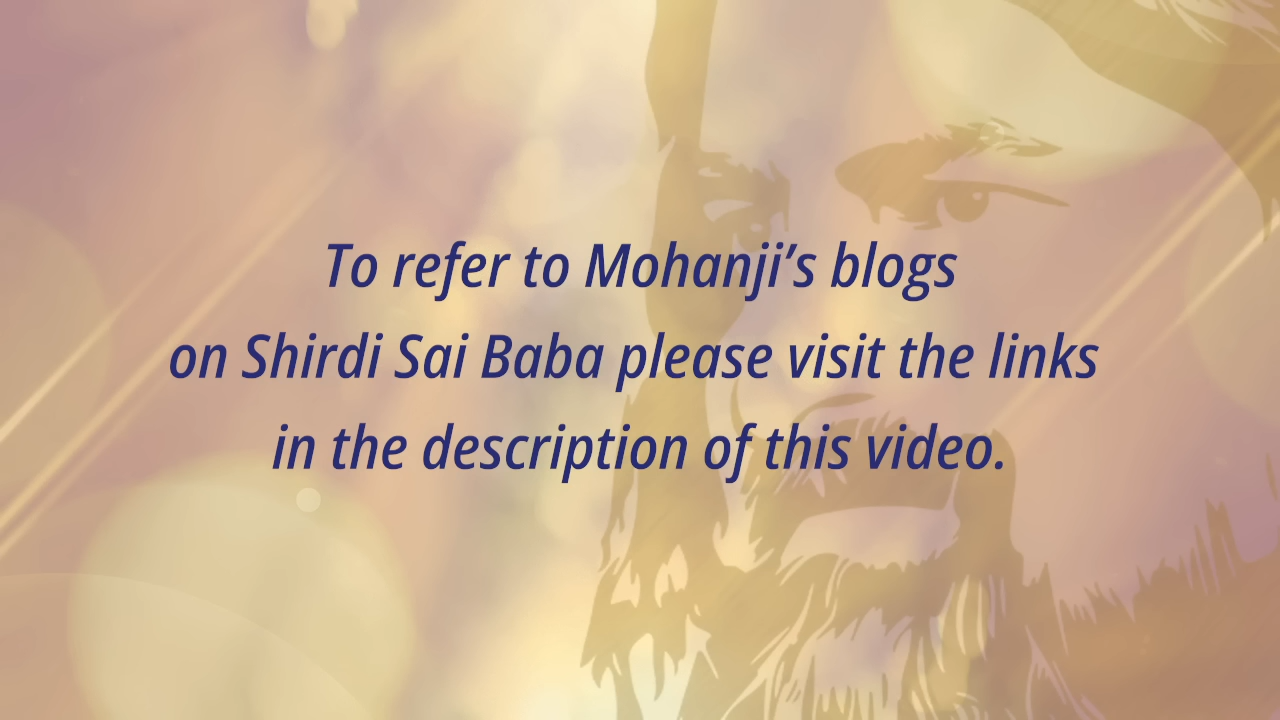 To refer to Mohanji’s blogs
on Shirdi Sai Baba please visit the links
in the description of this video.